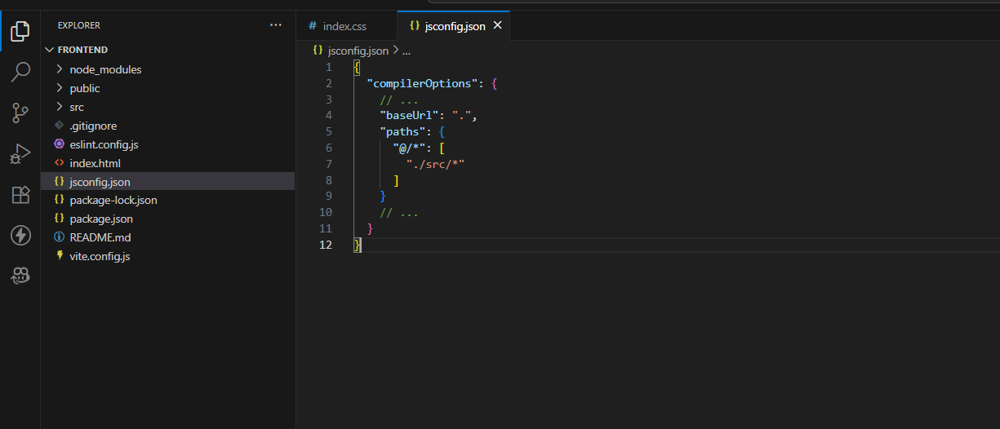 EXPLORER
FRONTEND
node_modules
public
src
.gitignore
eslint.config.js
index.html
jsconfig.json
package-lock.json
package.json
README.md
vite.config.js
# index.css
{} jsconfig.json
{} jsconfig.json > ...
1 {
2   "compilerOptions": {
3     // ...
4     "baseUrl": ".",
5     "paths": {
6       "@/*": [
7         "./src/*"
8       ]
9     }
10     // ...
11   }
12 }